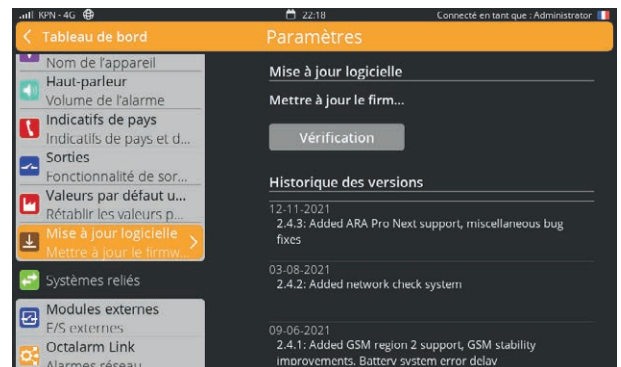 KPN - 4G
22:18
Connecté en tant que : Administrator
Tableau de bord
Paramètres
Nom de l'appareil
Haut-parleur
Volume de l'alarme
Indicatifs de pays
Indicatifs de pays et d...
Sorties
Fonctionnalité de sor...
Valeurs par défaut u...
Rétablir les valeurs p...
Mise à jour logicielle
Mettre à jour le firmw...
Systèmes reliés
Modules externes
E/S externes
Octalarm Link
Alarmes réseau
Mise à jour logicielle
Mettre à jour le firm...
Vérification
Historique des versions
12-11-2021
2.4.3: Added ARA Pro Next support, miscellaneous bug
fixes
03-08-2021
2.4.2: Added network check system
09-06-2021
2.4.1: Added GSM region 2 support, GSM stability
improvements. Battery system error delay